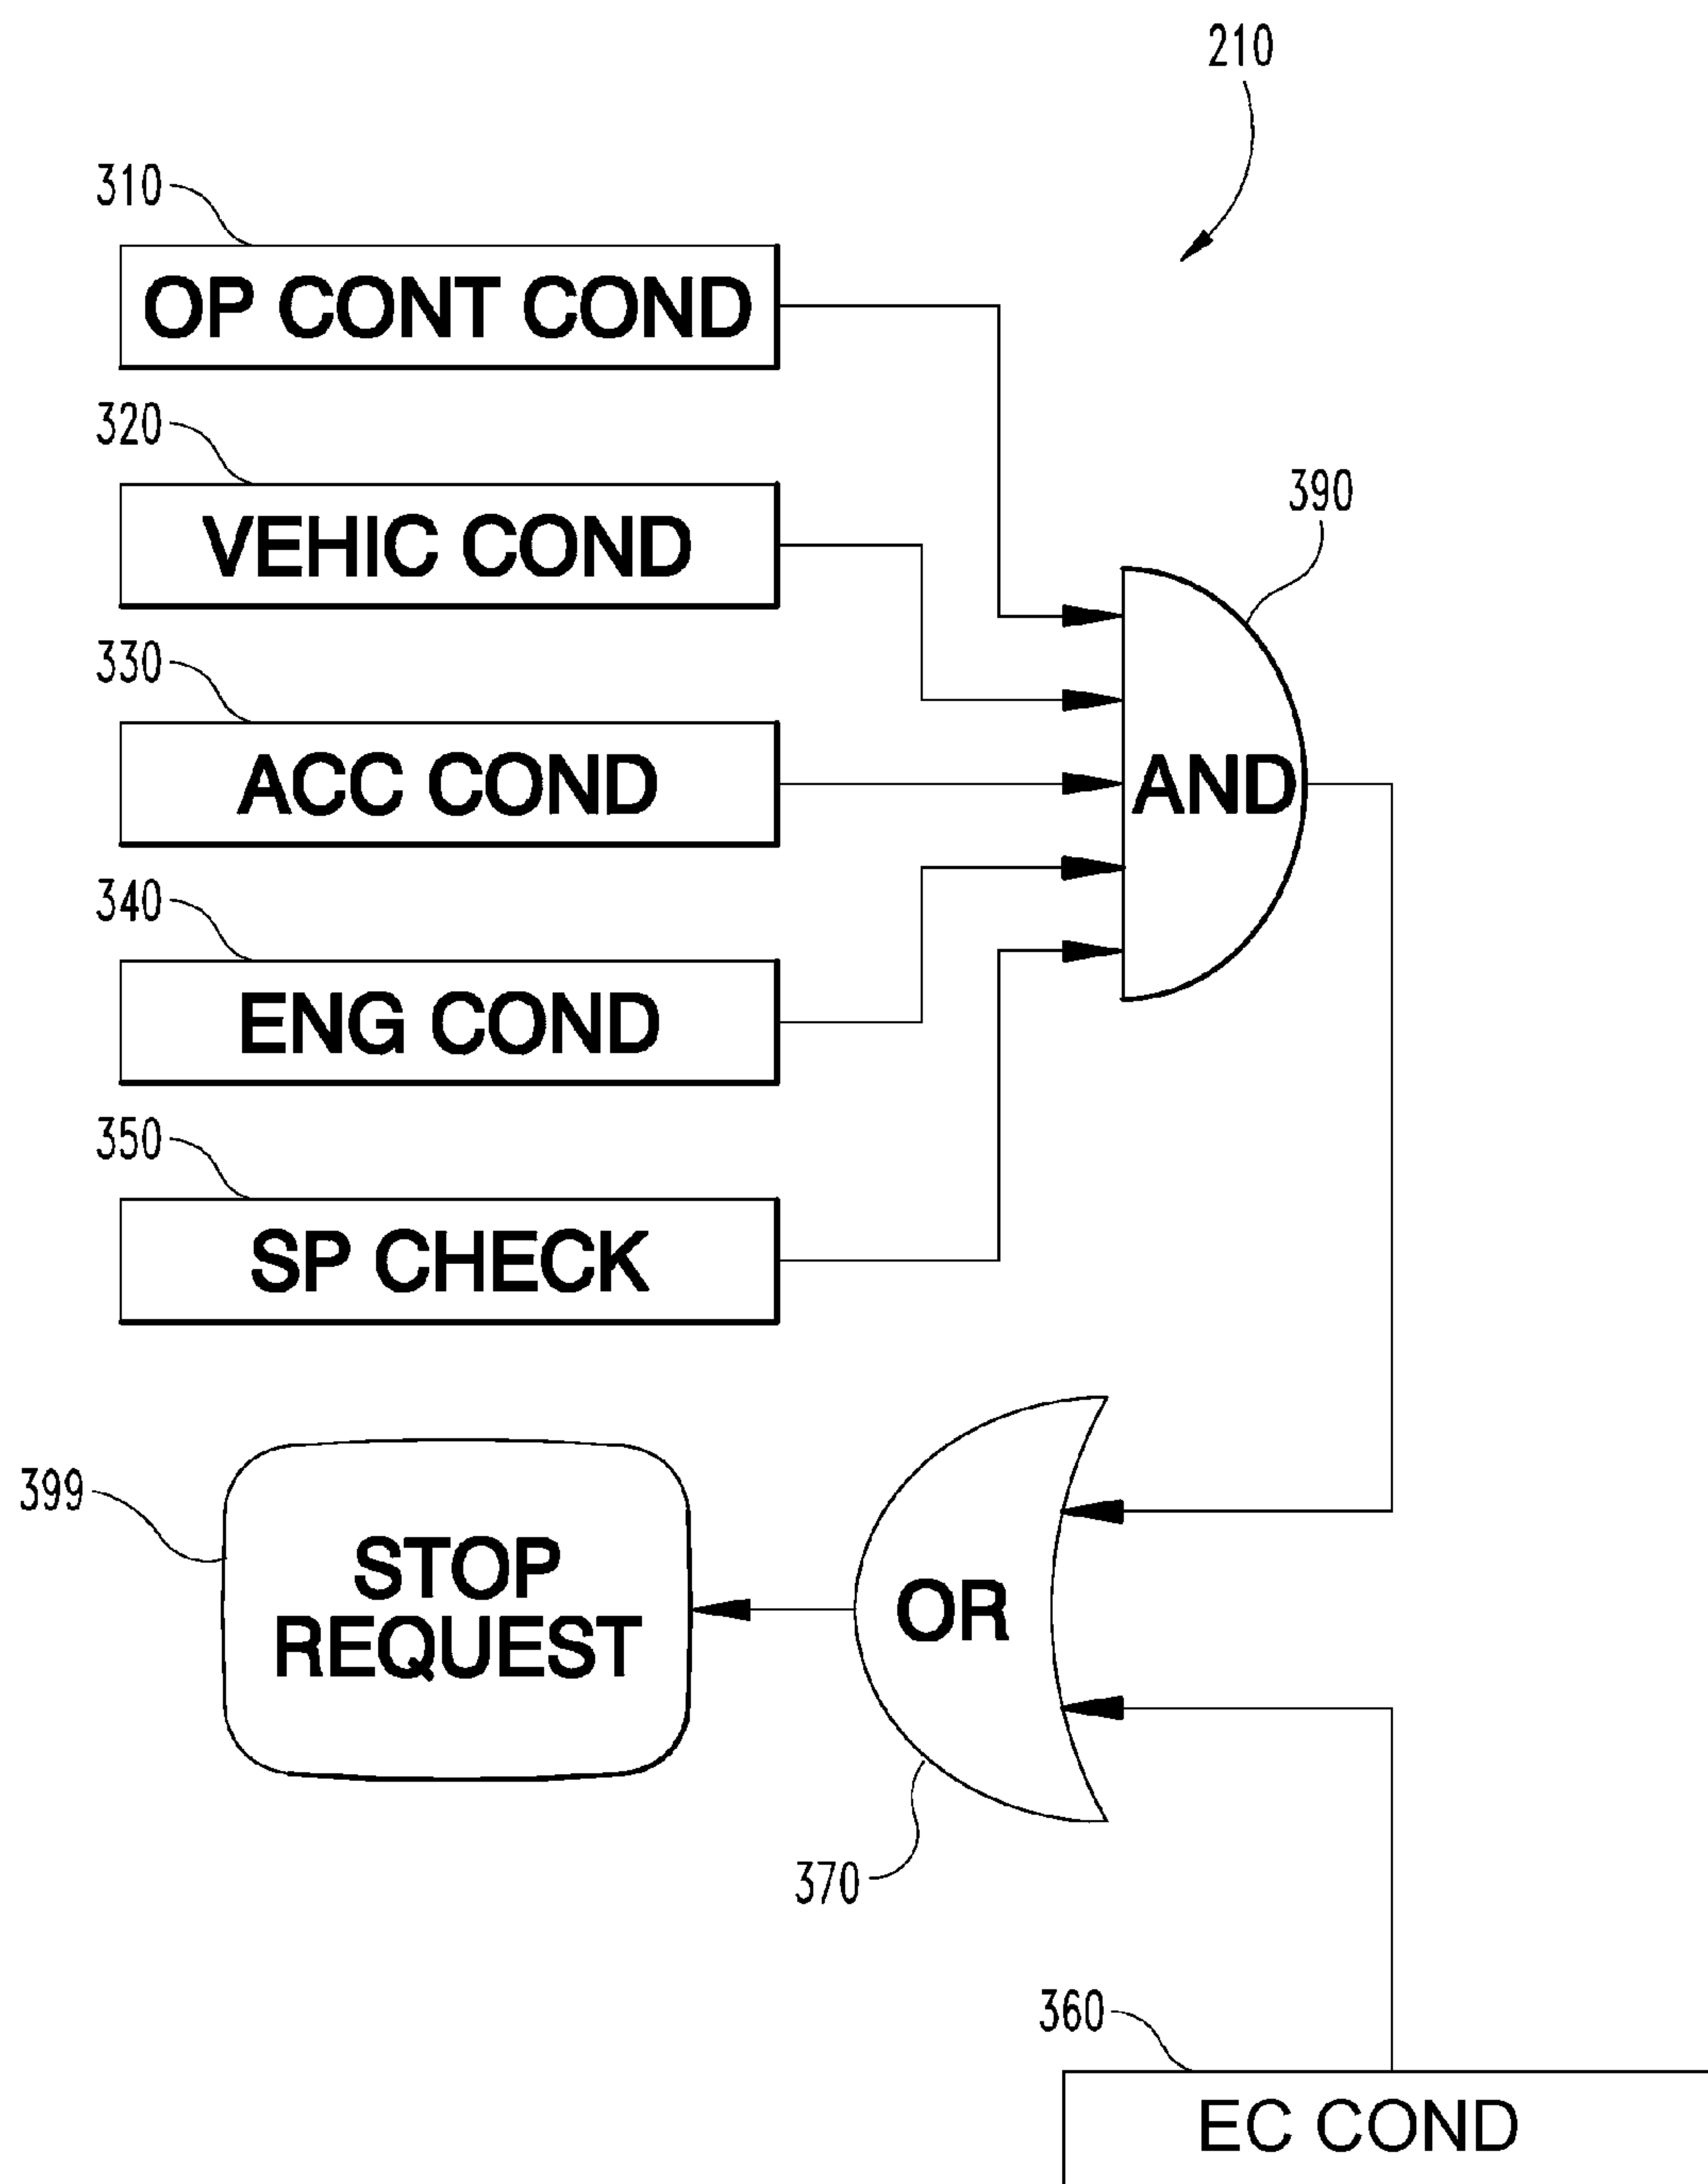 210
310
OP CONT COND
320
VEHIC COND
390
330
ACC COND
AND
340
ENG COND
350
SP CHECK
399
STOP
REQUEST
OR
370
360
EC COND